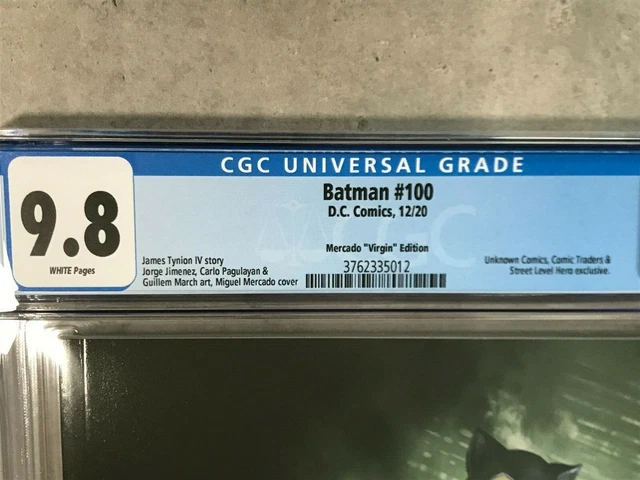 CGC UNIVERSAL GRADE
9.8
WHITE Pages
Batman #100
D.C. Comics, 12/20
Mercado "Virgin" Edition
James Tynion IV story
Jorge Jimenez, Carlo Pagulayan &
Guillem March art, Miguel Mercado cover
3762335012
Unknown Comics, Comic Traders &
Street Level Hero exclusive.
CGC